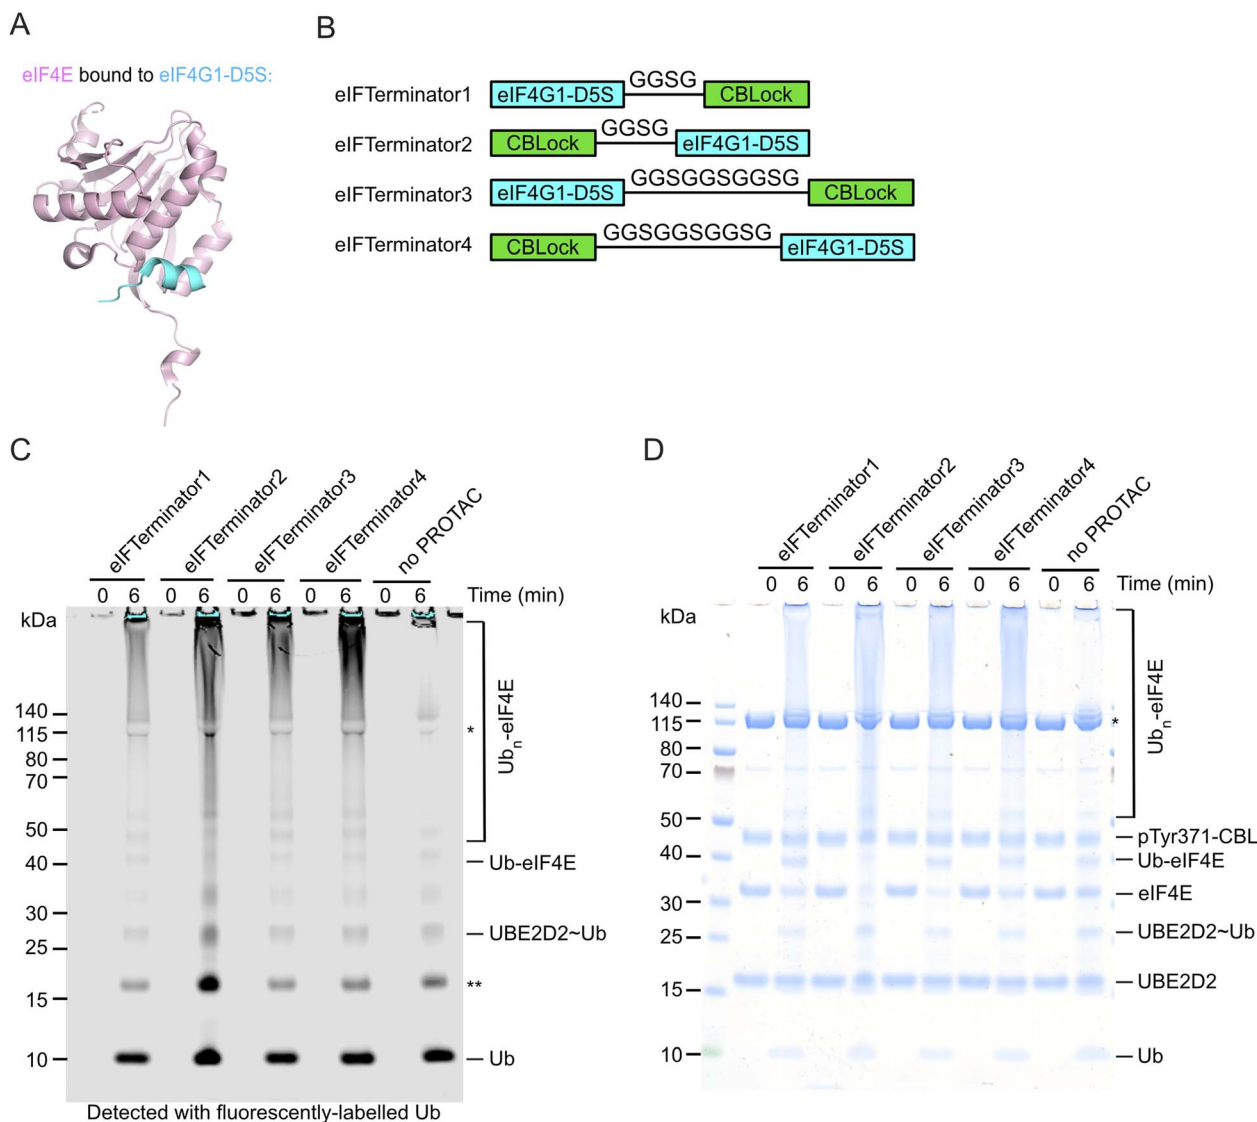 A
eIF4E bound to eIF4G1-D5S:
B
eIFTerminator1 eIF4G1-D5S GGSG CBLock
eIFTerminator2 CBLock GGSG eIF4G1-D5S
eIFTerminator3 eIF4G1-D5S GGSGGSGGSG CBLock
eIFTerminator4 CBLock GGSGGSGGSG eIF4G1-D5S
C
eIFTerminator1
eIFTerminator2
eIFTerminator3
eIFTerminator4
no PROTAC
0 6 0 6 0 6 0 6 0 6 Time (min)
kDa
140
115
80
70
50
40
30
25
15
10
Ubn-eIF4E
*
Ub-eIF4E
UBE2D2~Ub
**
Ub
Detected with fluorescently-labelled Ub
D
eIFTerminator1
eIFTerminator2
eIFTerminator3
eIFTerminator4
no PROTAC
0 6 0 6 0 6 0 6 0 6 Time (min)
kDa
140
115
80
70
50
40
30
25
15
10
Ubn-eIF4E
*
pTyr371-CBL
Ub-eIF4E
eIF4E
UBE2D2~Ub
UBE2D2
Ub